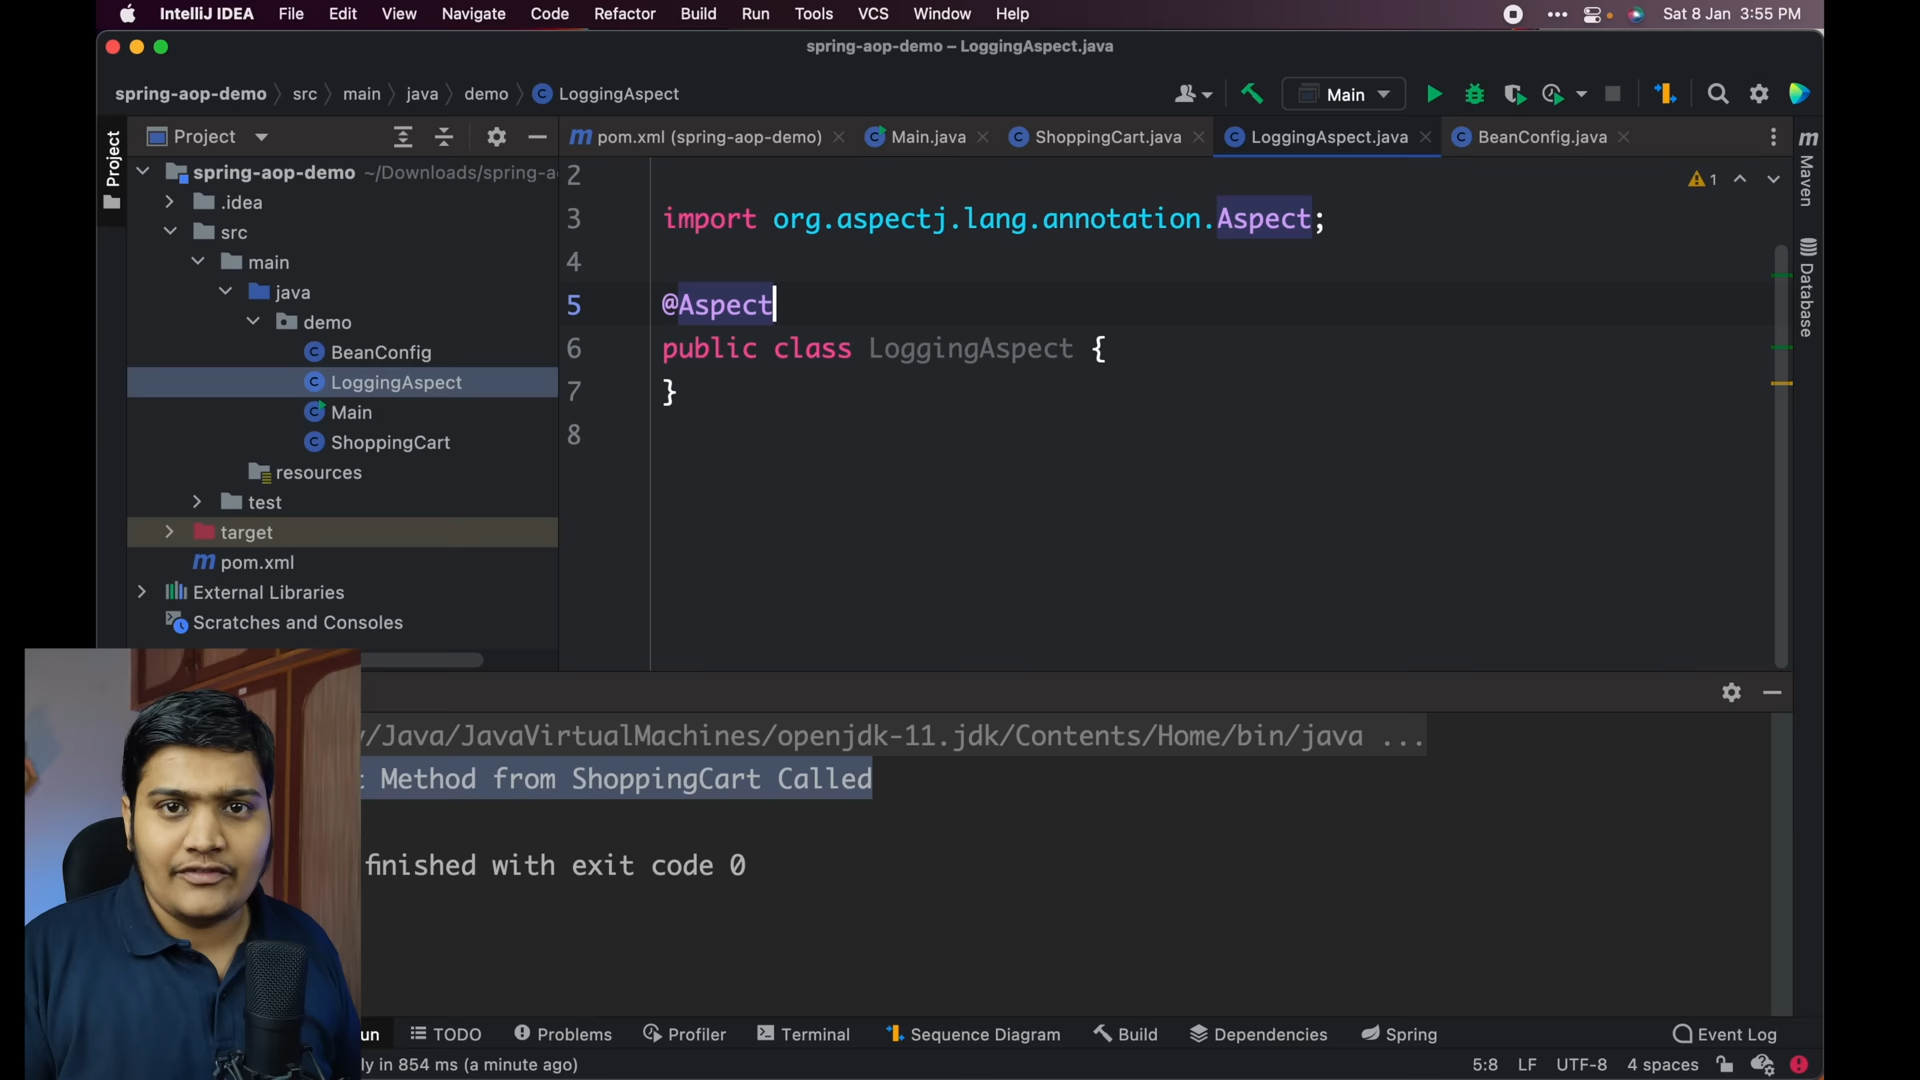 IntelliJ IDEA File Edit View Navigate Code Refactor Build Run Tools VCS Window Help Sat 8 Jan 3:55 PM
spring-aop-demo – LoggingAspect.java
spring-aop-demo src main java demo LoggingAspect Main
Project
Project
pom.xml (spring-aop-demo) Main.java ShoppingCart.java LoggingAspect.java BeanConfig.java
Maven
Database
spring-aop-demo ~/Downloads/spring-a
.idea
src
main
java
demo
BeanConfig
LoggingAspect
Main
ShoppingCart
resources
test
target
pom.xml
External Libraries
Scratches and Consoles
1
2
3 import org.aspectj.lang.annotation.Aspect;
4
5 @Aspect
6 public class LoggingAspect {
7 }
8
/Java/JavaVirtualMachines/openjdk-11.jdk/Contents/Home/bin/java ...
Method from ShoppingCart Called
finished with exit code 0
un TODO Problems Profiler Terminal Sequence Diagram Build Dependencies Spring Event Log
ly in 854 ms (a minute ago) 5:8 LF UTF-8 4 spaces